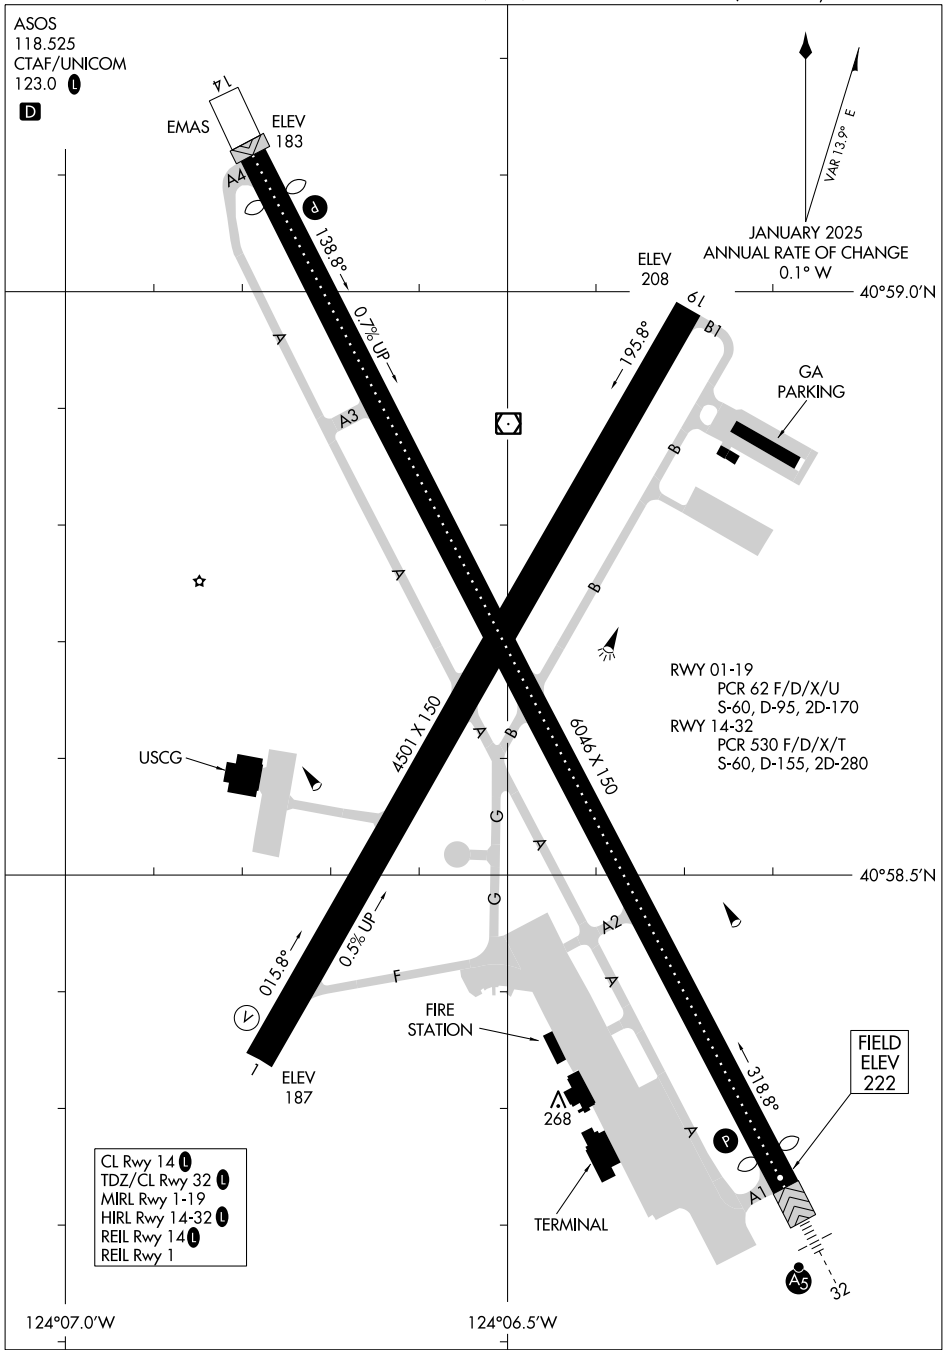 ASOS
118.525
CTAF/UNICOM
123.0 L
D
14
EMAS
ELEV
183
A4
P
138.8°
0.7% UP
A
A3
VAR 13.9° E
JANUARY 2025
ANNUAL RATE OF CHANGE
0.1° W
ELEV
208
40°59.0'N
19
B1
195.8°
GA
PARKING
B
A
B
RWY 01-19
PCR 62 F/D/X/U
S-60, D-95, 2D-170
RWY 14-32
PCR 530 F/D/X/T
S-60, D-155, 2D-280
4501 X 150
A
B
6046 X 150
USCG
G
A
40°58.5'N
G
A2
015.8°
0.5% UP
F
A
V
FIRE
STATION
1
ELEV
187
FIELD
ELEV
222
318.8°
268
A
P
CL Rwy 14 L
TDZ/CL Rwy 32 L
MIRL Rwy 1-19
HIRL Rwy 14-32 L
REIL Rwy 14 L
REIL Rwy 1
TERMINAL
A1
A5
32
124°07.0'W
124°06.5'W